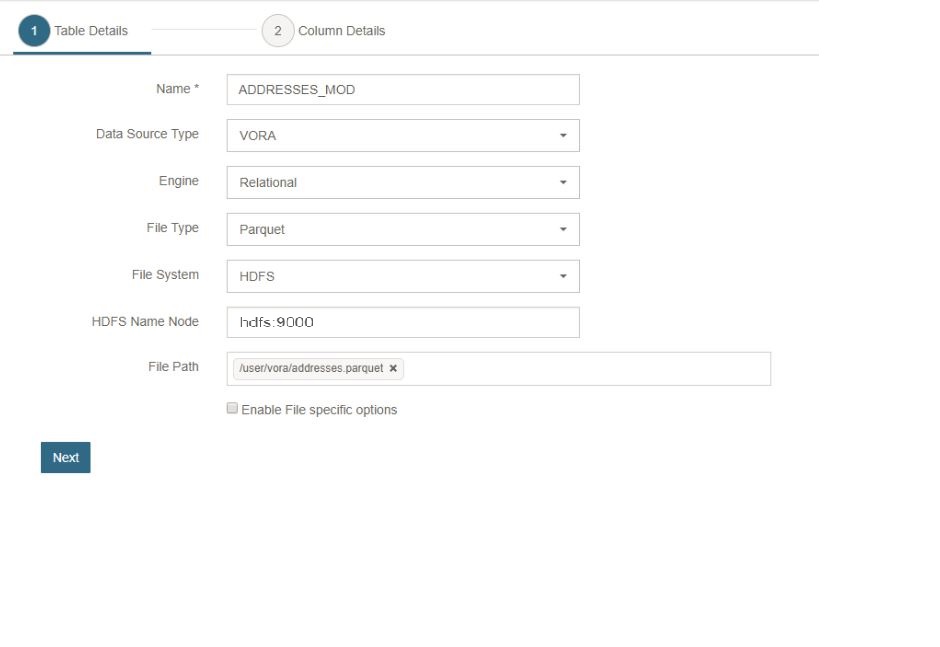 1 Table Details 2 Column Details
Name * ADDRESSES_MOD
Data Source Type VORA
Engine Relational
File Type Parquet
File System HDFS
HDFS Name Node hdfs:9000
File Path /user/vora/addresses.parquet ×
Enable File specific options
Next